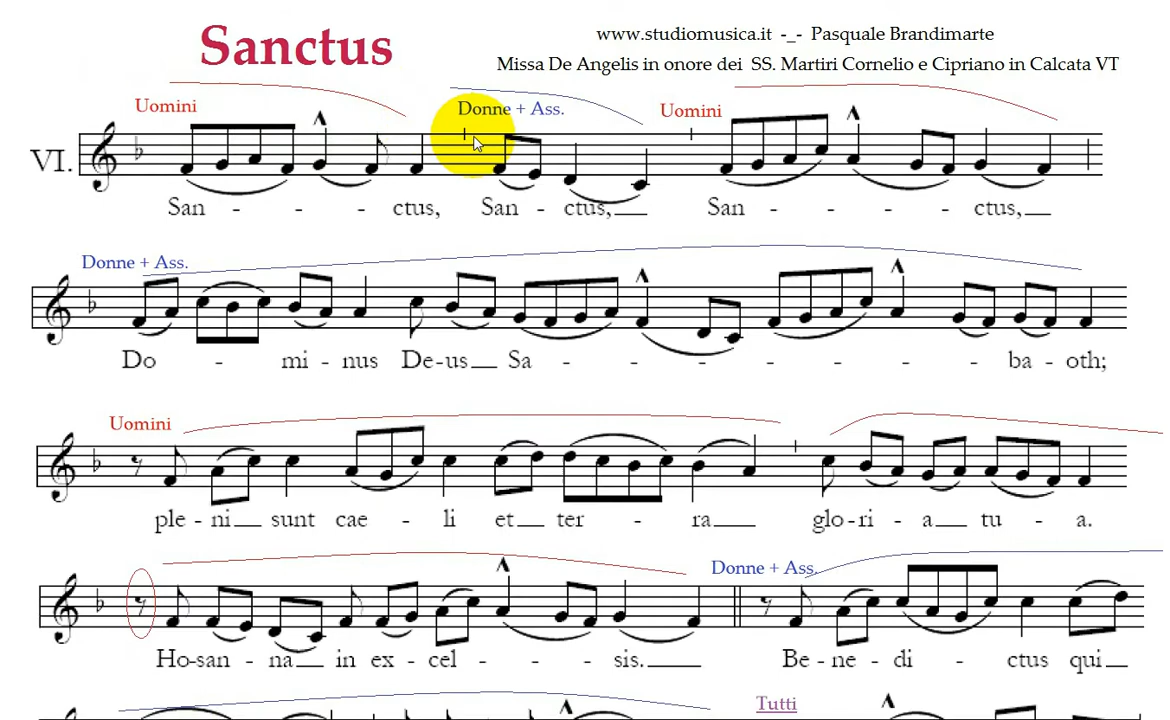 Sanctus
www.studiomusica.it -_- Pasquale Brandimarte
Missa De Angelis in onore dei SS. Martiri Cornelio e Cipriano in Calcata VT
Uomini
Donne + Ass.
Uomini
VI.
San - - - ctus, San - ctus, San - - - - ctus,
Donne + Ass.
Do - mi - nus De-us Sa - - - - - - ba - oth;
Uomini
ple - ni sunt cae - li et ter - ra glo-ri - a tu - a.
Donne + Ass.
Ho-san - na in ex - cel - - - sis. Be - ne - di - ctus qui
Tutti